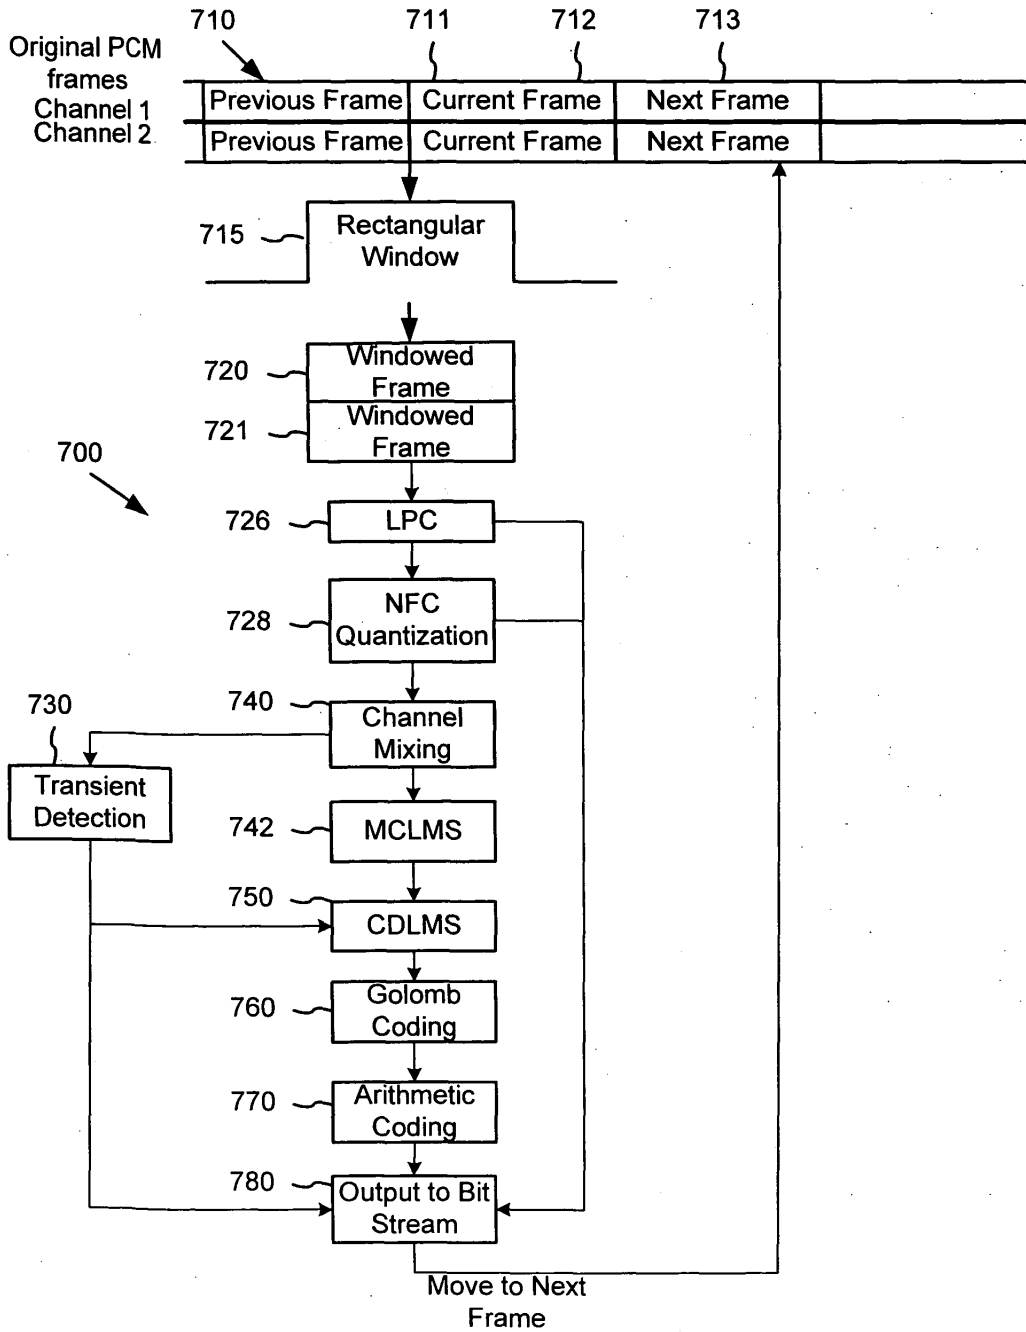 710
711
712
713
Original PCM
frames
Channel 1
Channel 2
Previous Frame
Current Frame
Next Frame
Previous Frame
Current Frame
Next Frame
715
Rectangular
Window
720
Windowed
Frame
721
Windowed
Frame
700
726
LPC
728
NFC
Quantization
730
740
Channel
Mixing
Transient
Detection
742
MCLMS
750
CDLMS
760
Golomb
Coding
770
Arithmetic
Coding
780
Output to Bit
Stream
Move to Next
Frame